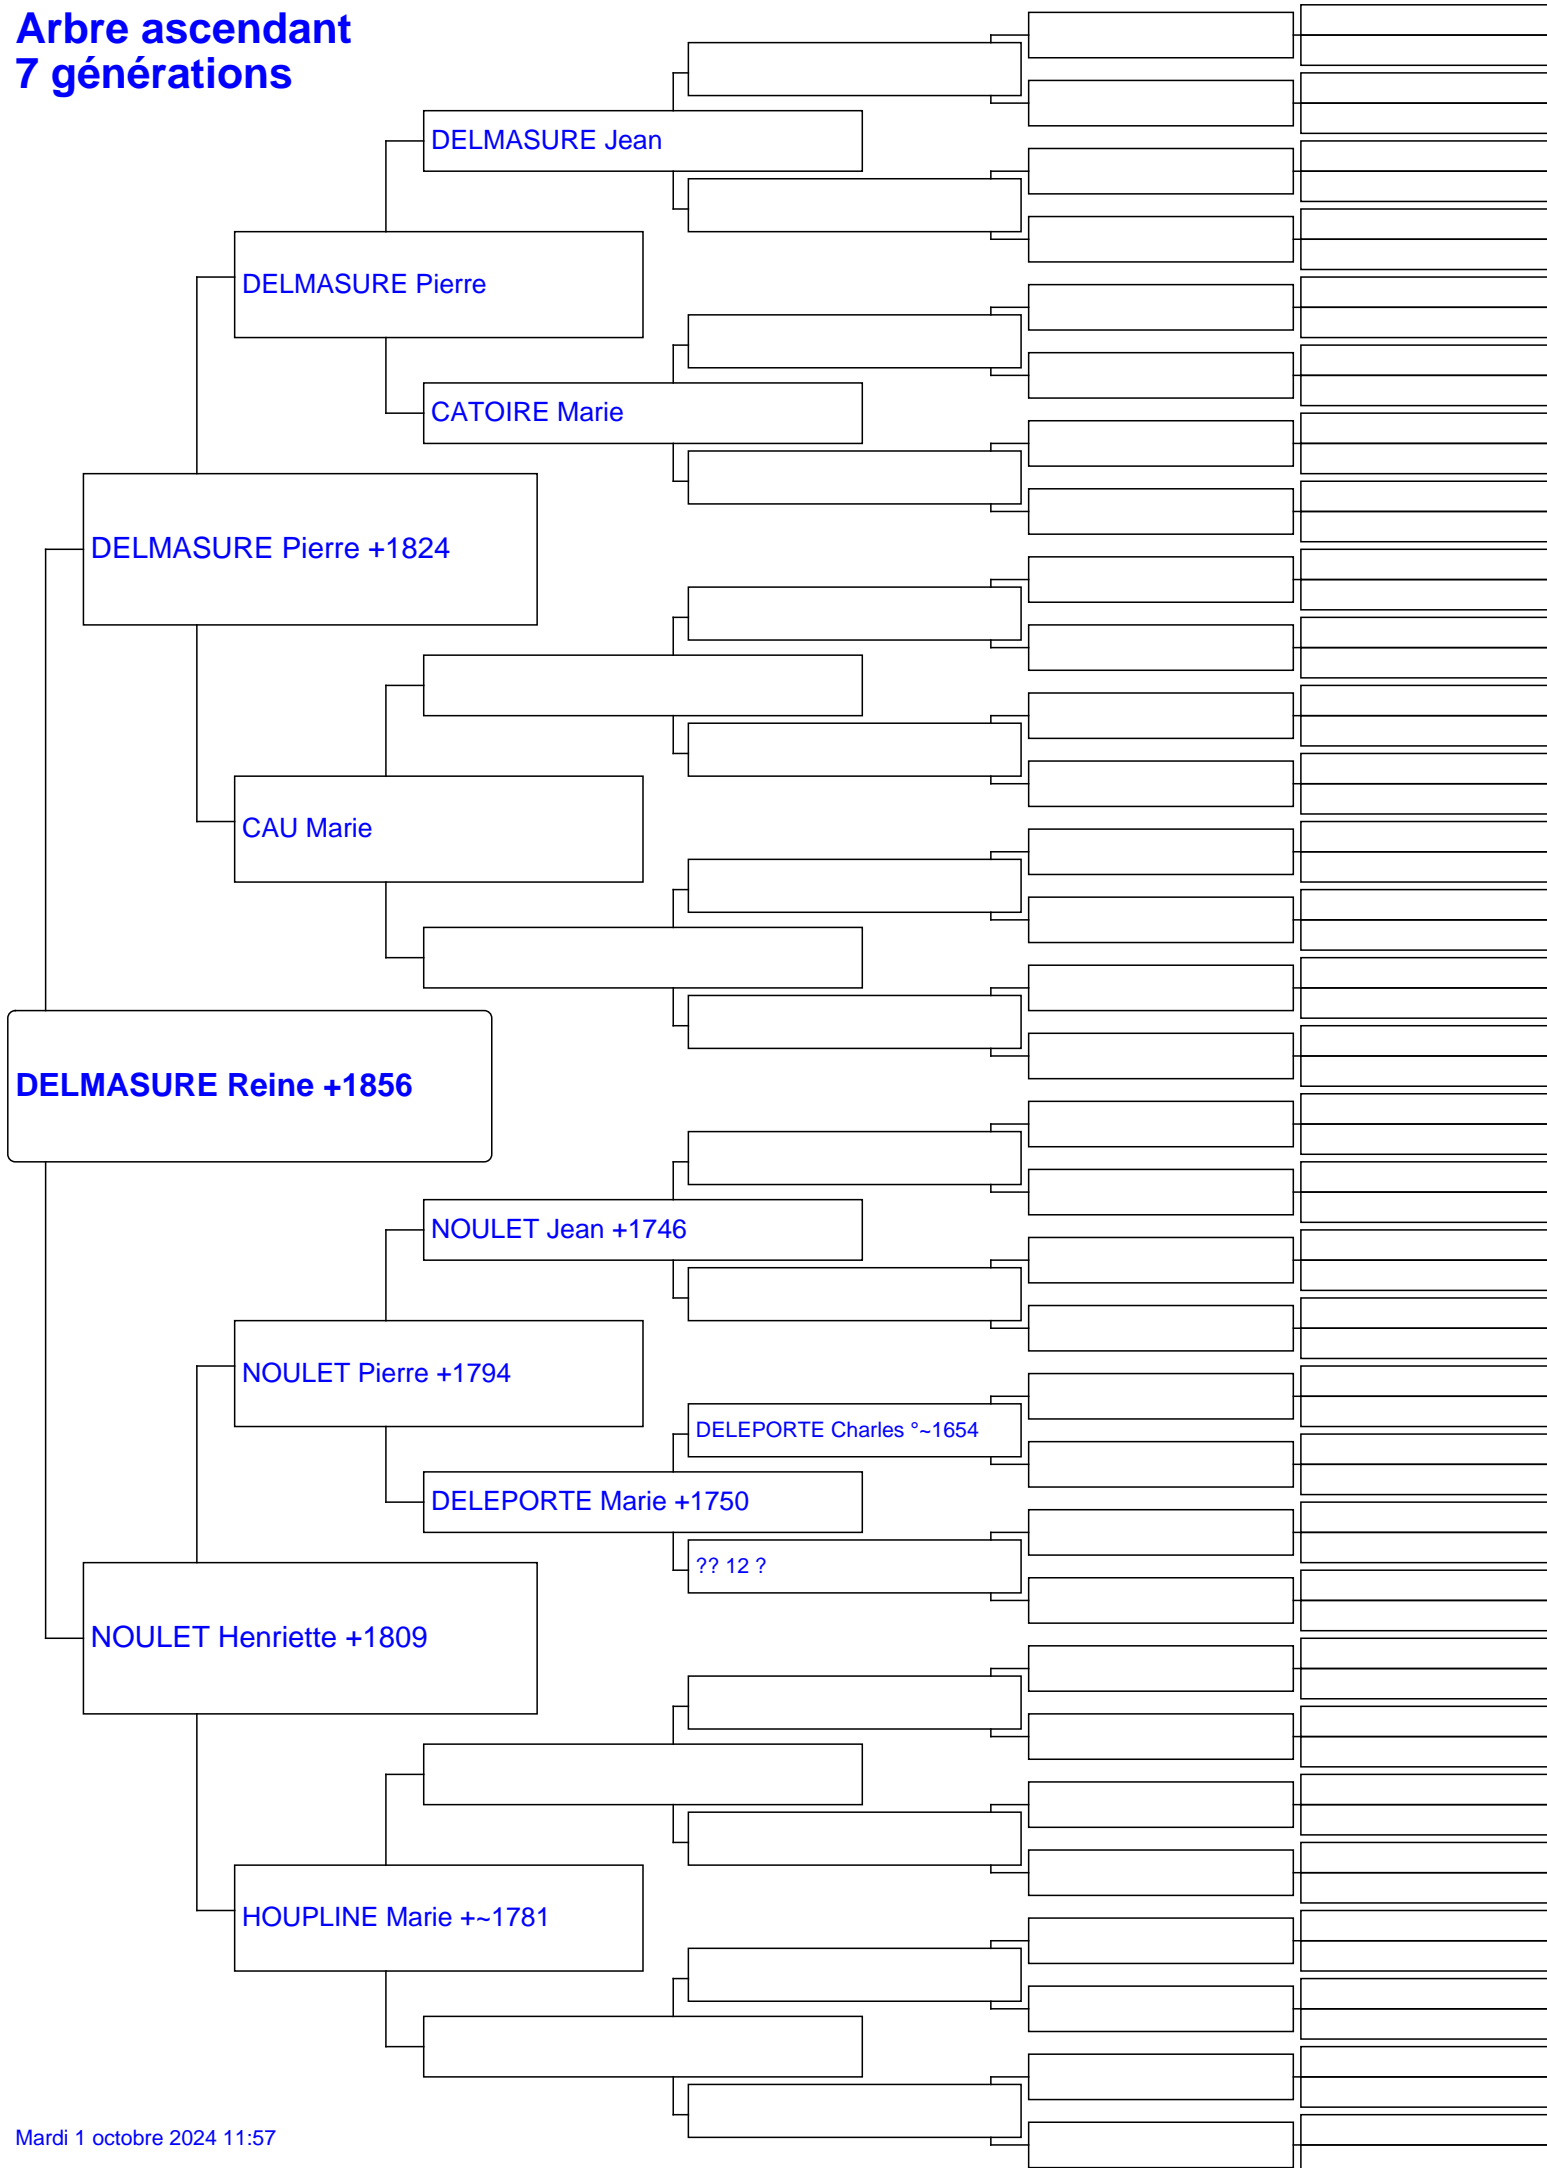 Arbre ascendant
7 générations
DELMASURE Jean
DELMASURE Pierre
CATOIRE Marie
DELMASURE Pierre +1824
CAU Marie
DELMASURE Reine +1856
NOULET Jean +1746
NOULET Pierre +1794
DELEPORTE Charles °~1654
DELEPORTE Marie +1750
?? 12 ?
NOULET Henriette +1809
HOUPLINE Marie +~1781
Mardi 1 octobre 2024 11:57